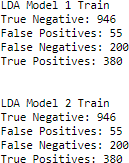 LDA Model 1 Train
True Negative: 946
False Positives: 55
False Negatives: 200
True Positives: 380
LDA Model 2 Train
True Negative: 946
False Positives: 55
False Negatives: 200
True Positives: 380